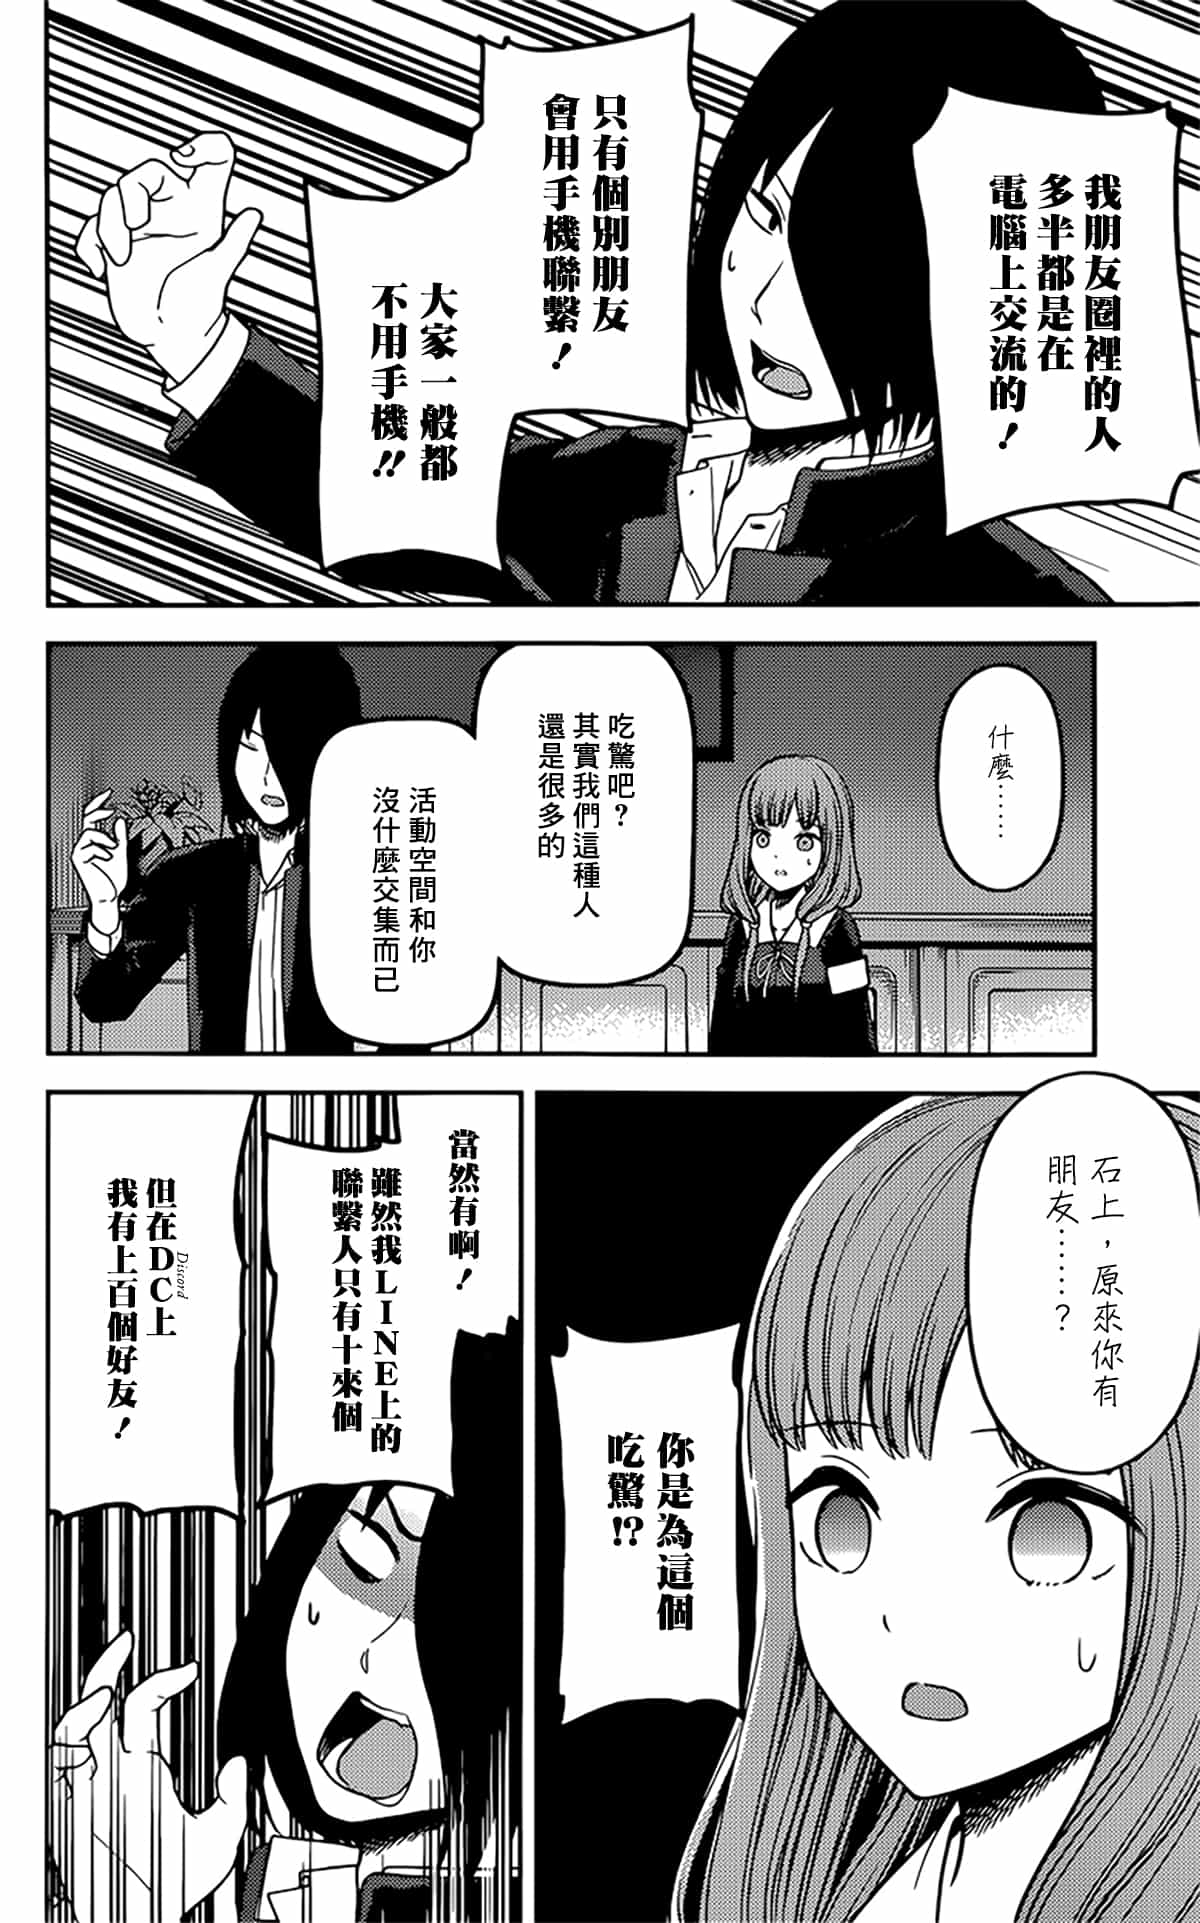 我朋友圈裡的人
多半都是在
電腦上交流的！
只有個別朋友
會用手機聯繫！
大家一般都
不用手機！！
什麼……
吃驚吧？
其實我們這種人
還是很多的
活動空間和你
沒什麼交集而已
石上，原來你有
朋友……？
你是為這個
吃驚！？
當然有啊！
雖然我LINE上的
聯繫人只有十來個
但在DC上
Discord
我有上百個好友！